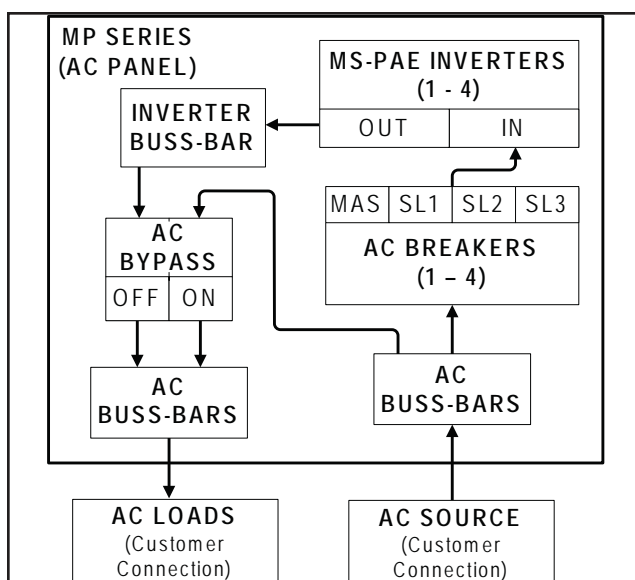 MP SERIES
(AC PANEL)
MS-PAE INVERTERS
(1 - 4)
OUT
IN
INVERTER
BUSS-BAR
MAS
SL1
SL2
SL3
AC BREAKERS
(1 – 4)
AC
BYPASS
OFF
ON
AC
BUSS-BARS
AC
BUSS-BARS
AC LOADS
(Customer
Connection)
AC SOURCE
(Customer
Connection)